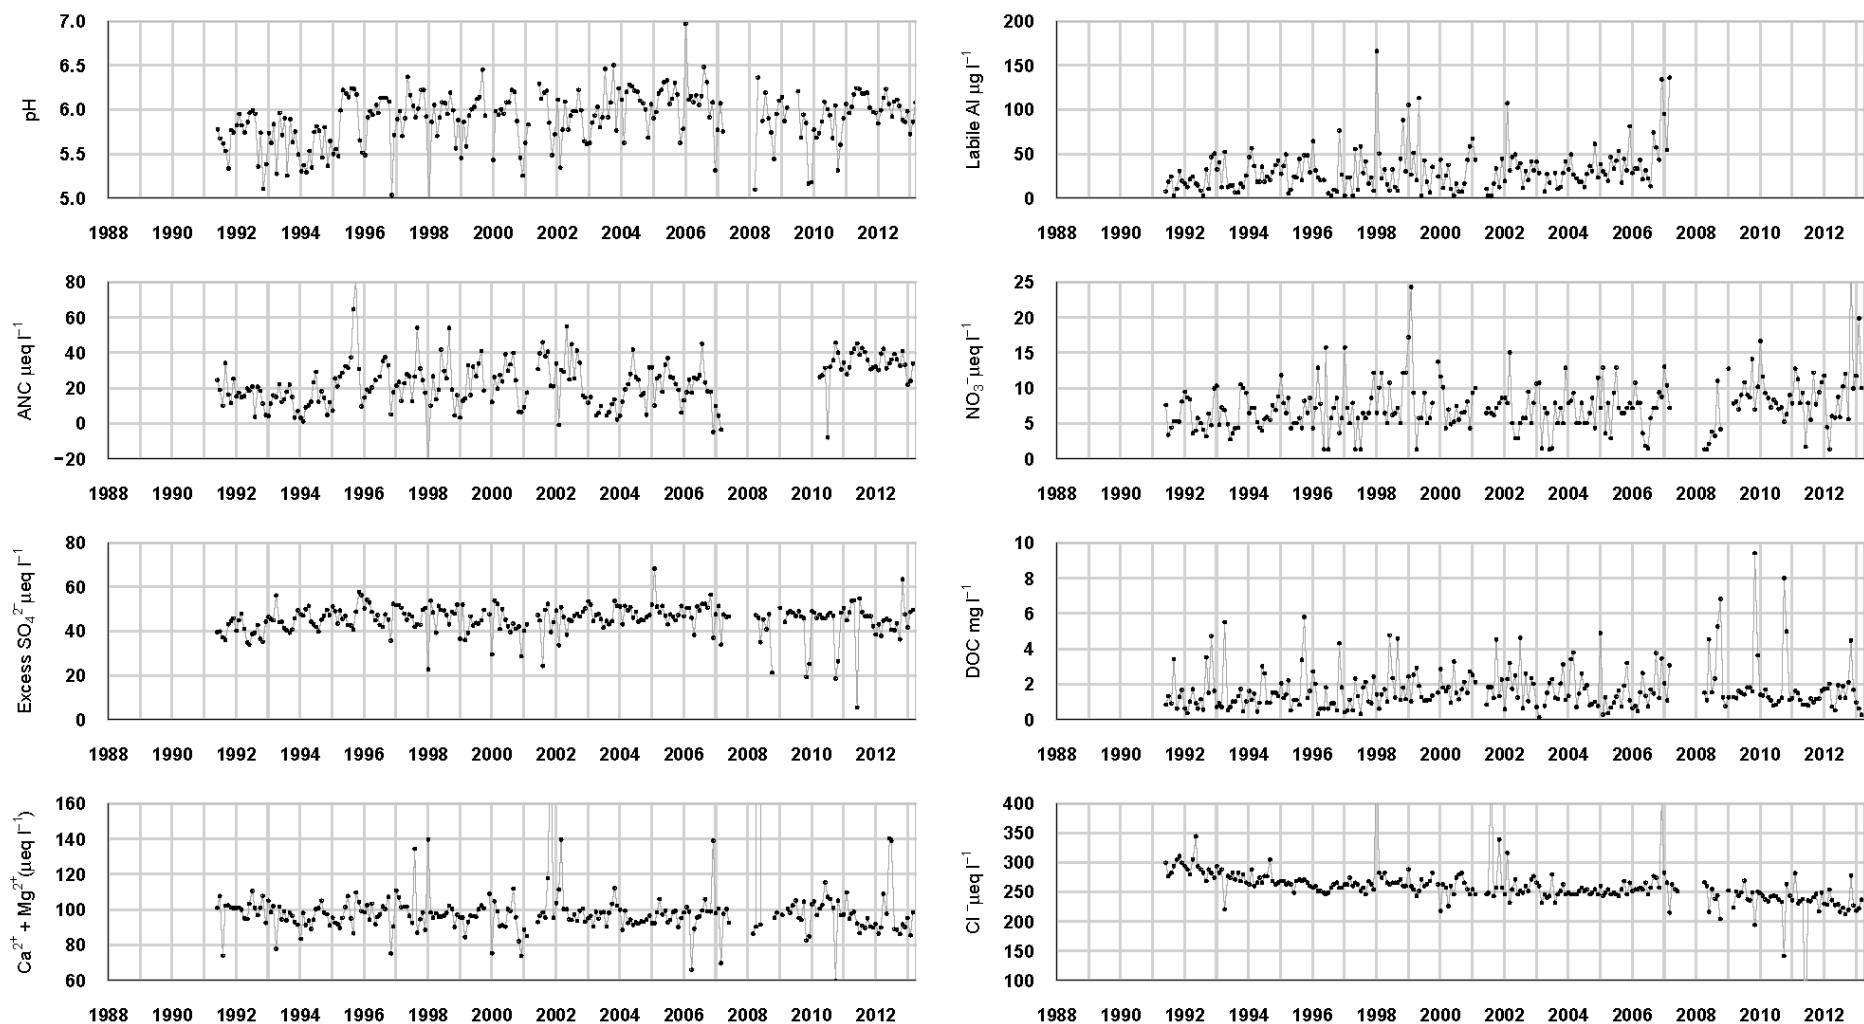 7.0
6.5
6.0
5.5
5.0
pH
1988 1990 1992 1994 1996 1998 2000 2002 2004 2006 2008 2010 2012
200
150
100
50
0
Labile Al µg l⁻¹
1988 1990 1992 1994 1996 1998 2000 2002 2004 2006 2008 2010 2012
80
60
40
20
0
−20
ANC µeq l⁻¹
1988 1990 1992 1994 1996 1998 2000 2002 2004 2006 2008 2010 2012
25
20
15
10
5
0
NO₃⁻ µeq l⁻¹
1988 1990 1992 1994 1996 1998 2000 2002 2004 2006 2008 2010 2012
80
60
40
20
0
Excess SO₄²⁻ µeq l⁻¹
1988 1990 1992 1994 1996 1998 2000 2002 2004 2006 2008 2010 2012
10
8
6
4
2
0
DOC mg l⁻¹
1988 1990 1992 1994 1996 1998 2000 2002 2004 2006 2008 2010 2012
160
140
120
100
80
60
Ca²⁺ + Mg²⁺ (µeq l⁻¹)
1988 1990 1992 1994 1996 1998 2000 2002 2004 2006 2008 2010 2012
400
350
300
250
200
150
100
Cl⁻ µeq l⁻¹
1988 1990 1992 1994 1996 1998 2000 2002 2004 2006 2008 2010 2012